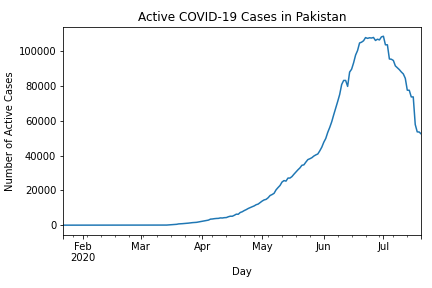 Active COVID-19 Cases in Pakistan
Number of Active Cases
100000
80000
60000
40000
20000
0
Feb
2020
Mar
Apr
May
Jun
Jul
Day